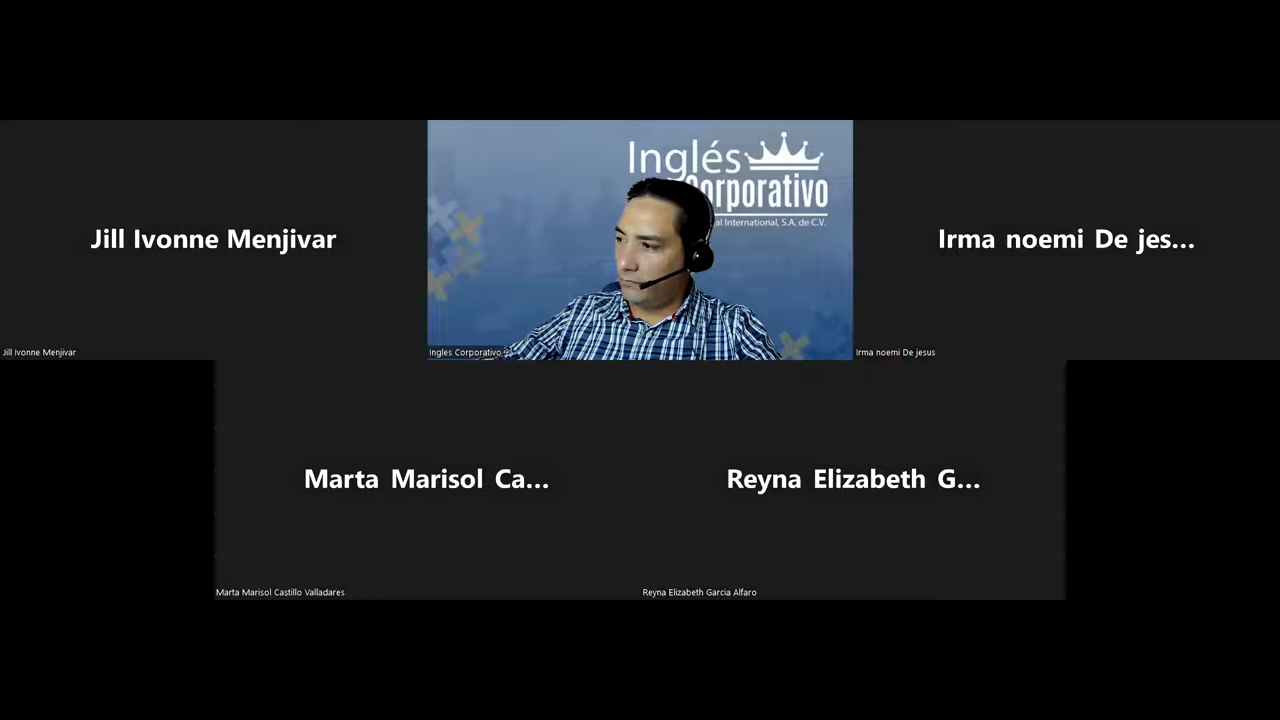 Jill Ivonne Menjivar
Jill Ivonne Menjivar
Inglés
Corporativo
al International, S.A. de C.V.
Ingles Corporativo
Irma noemi De jes...
Irma noemi De jesus
Marta Marisol Ca...
Marta Marisol Castillo Valladares
Reyna Elizabeth G...
Reyna Elizabeth Garcia Alfaro